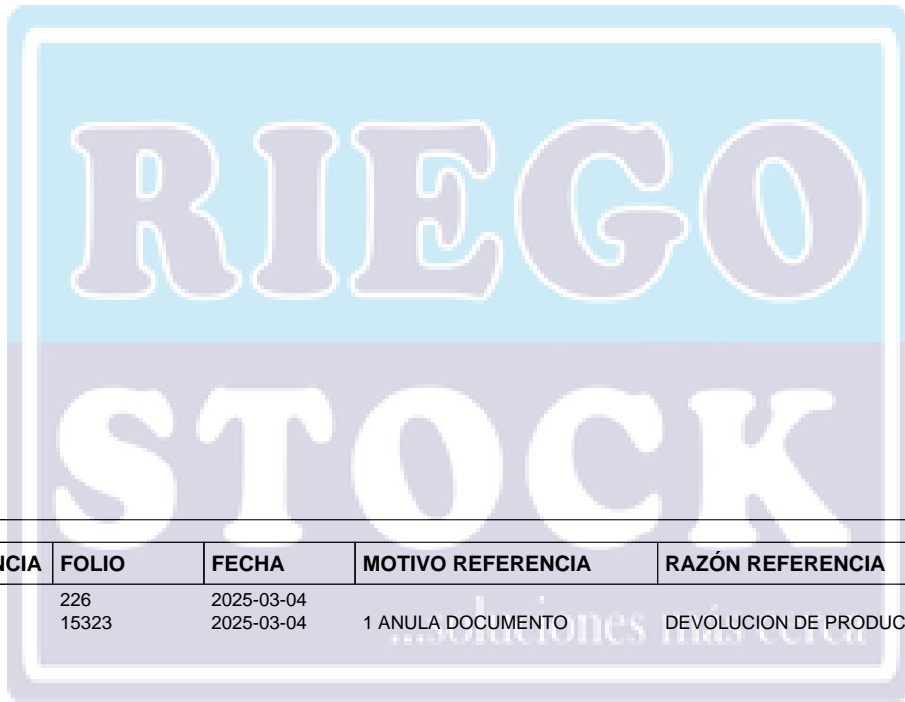 RIEGO
STOCK
NCIA FOLIO FECHA MOTIVO REFERENCIA RAZÓN REFERENCIA
226 2025-03-04
15323 2025-03-04 1 ANULA DOCUMENTO DEVOLUCION DE PRODUC
...soluciones más cerca